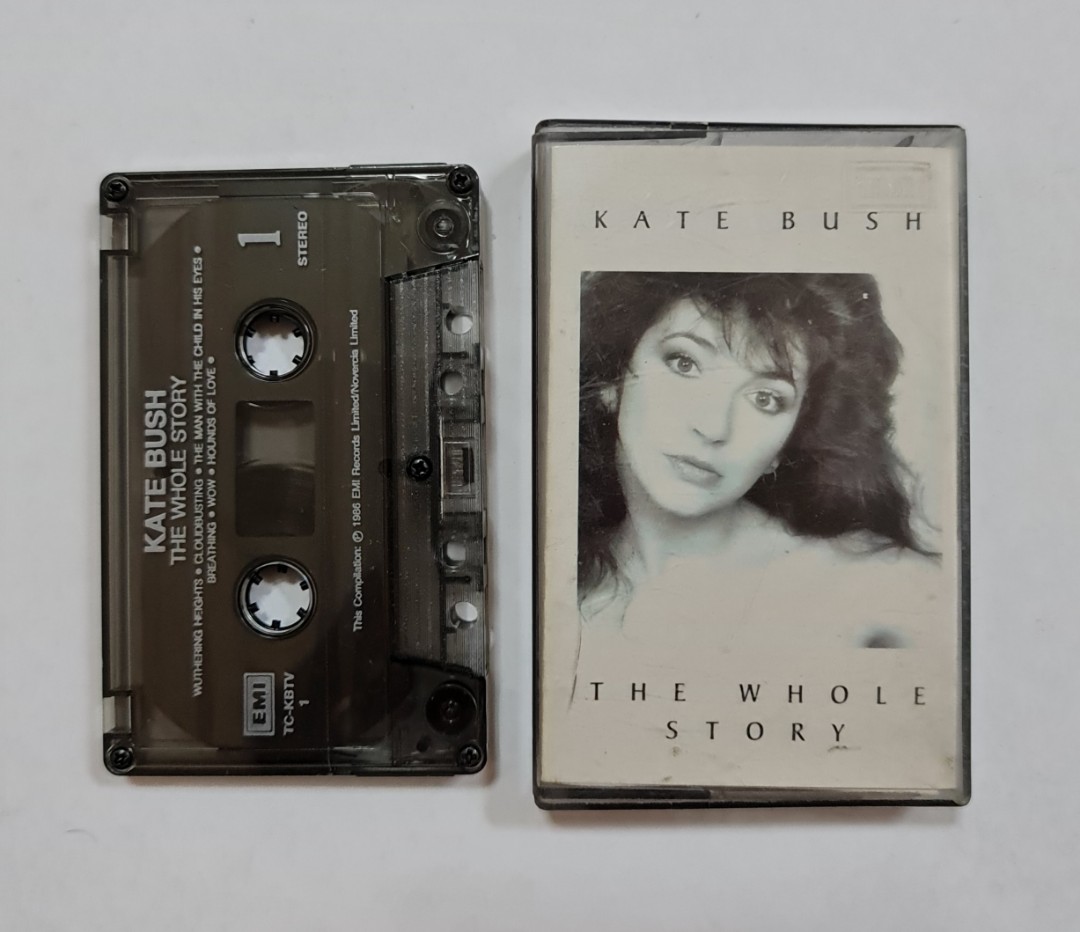 KATE BUSH
THE WHOLE STORY
WUTHERING HEIGHTS ● CLOUDBUSTING ● THE MAN WITH THE CHILD IN HIS EYES ●
BREATHING ● WOW ● HOUNDS OF LOVE ●
1
STEREO
EMI
TC-KBTV
1
This Compilation: ℗ 1986 EMI Records Limited/Novercia Limited
KATE BUSH
THE WHOLE
STORY